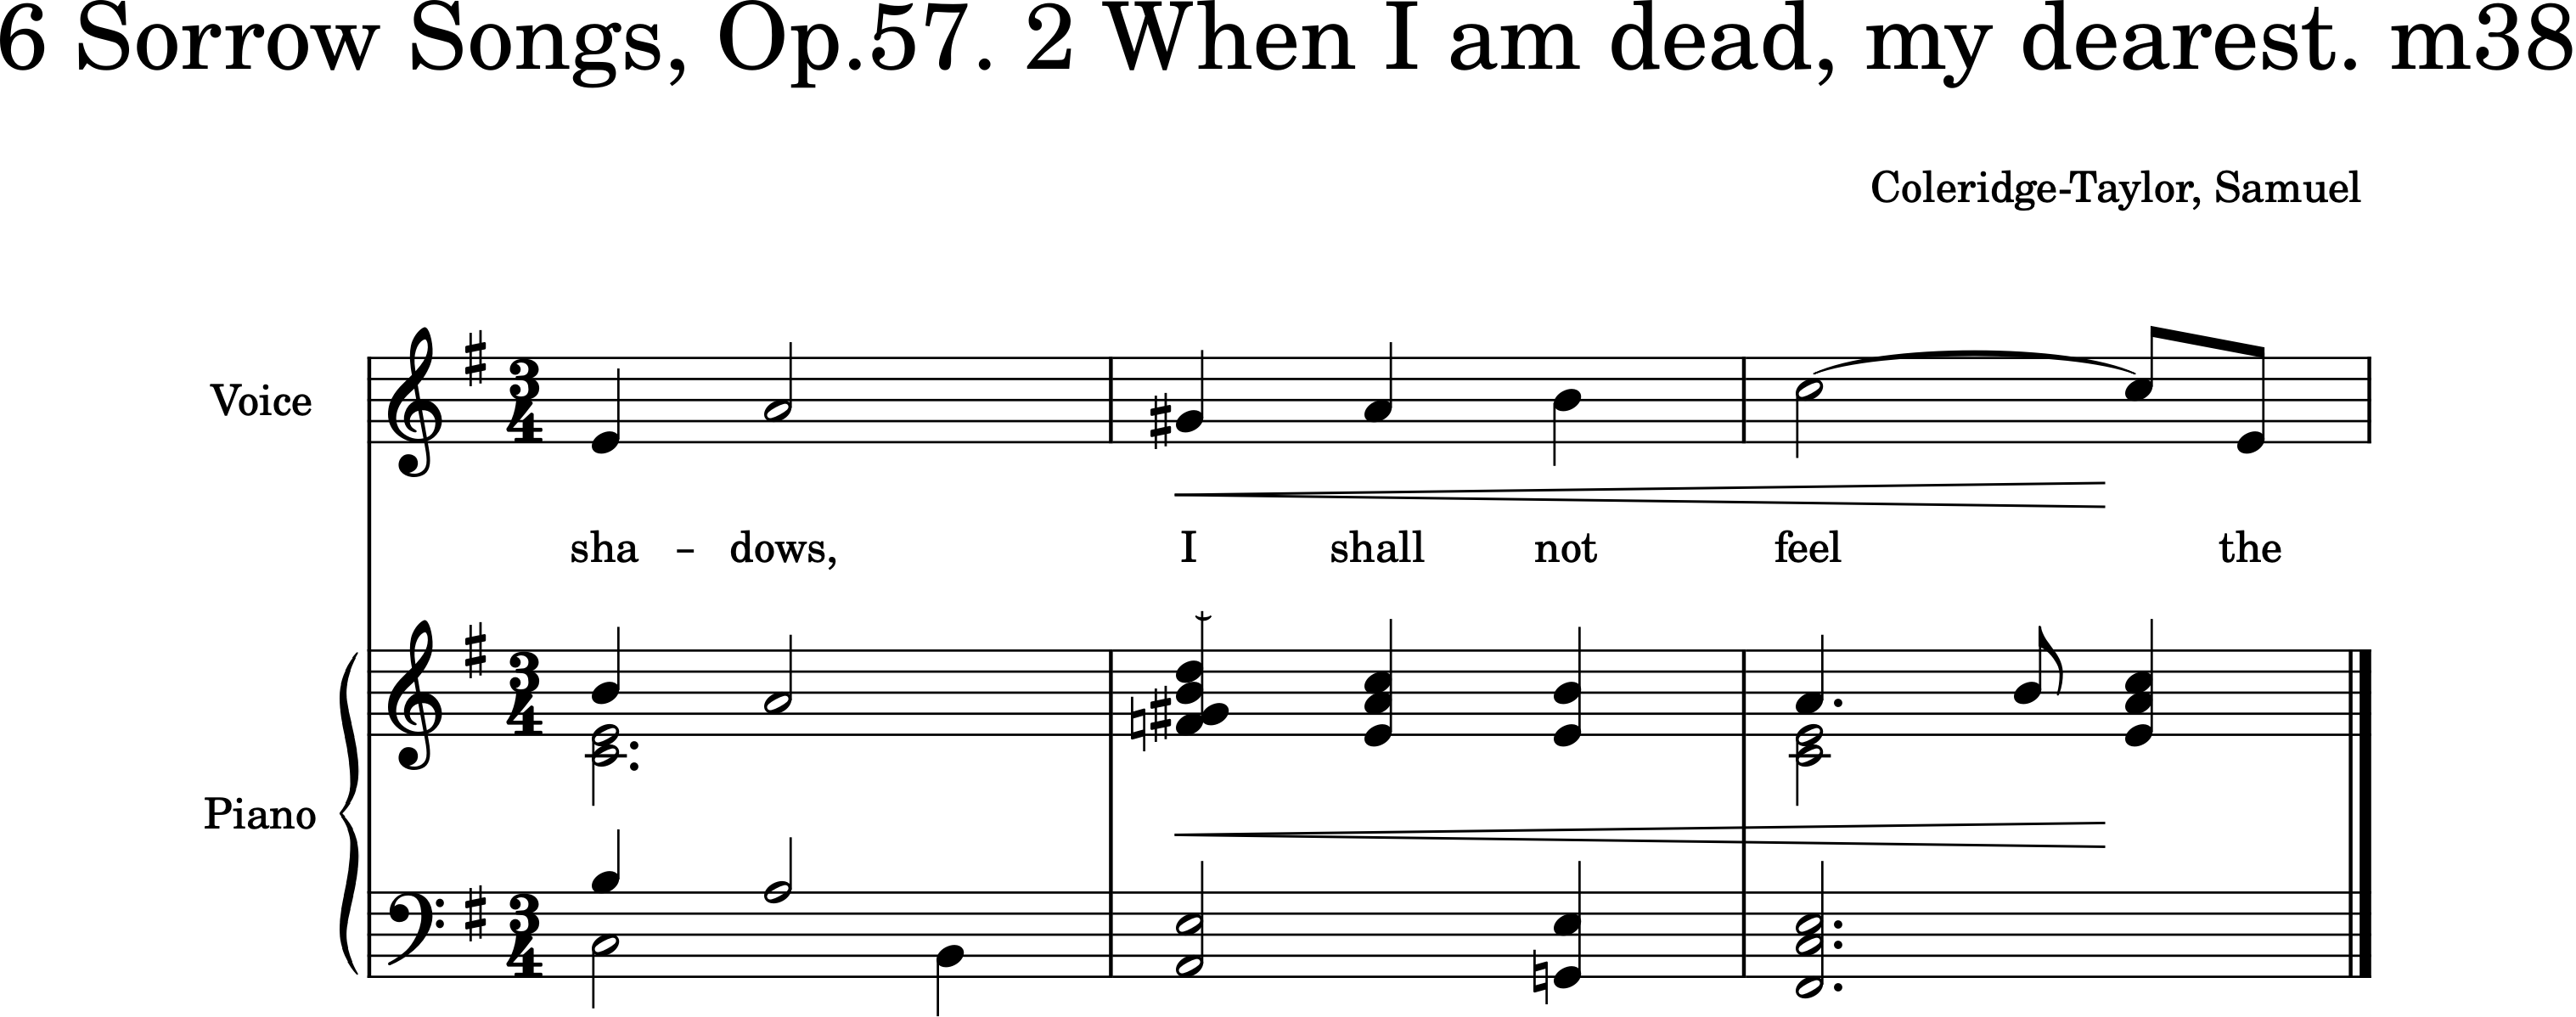 6 Sorrow Songs, Op.57. 2 When I am dead, my dearest. m38
Coleridge-Taylor, Samuel
Voice
sha - dows, I shall not feel the
Piano